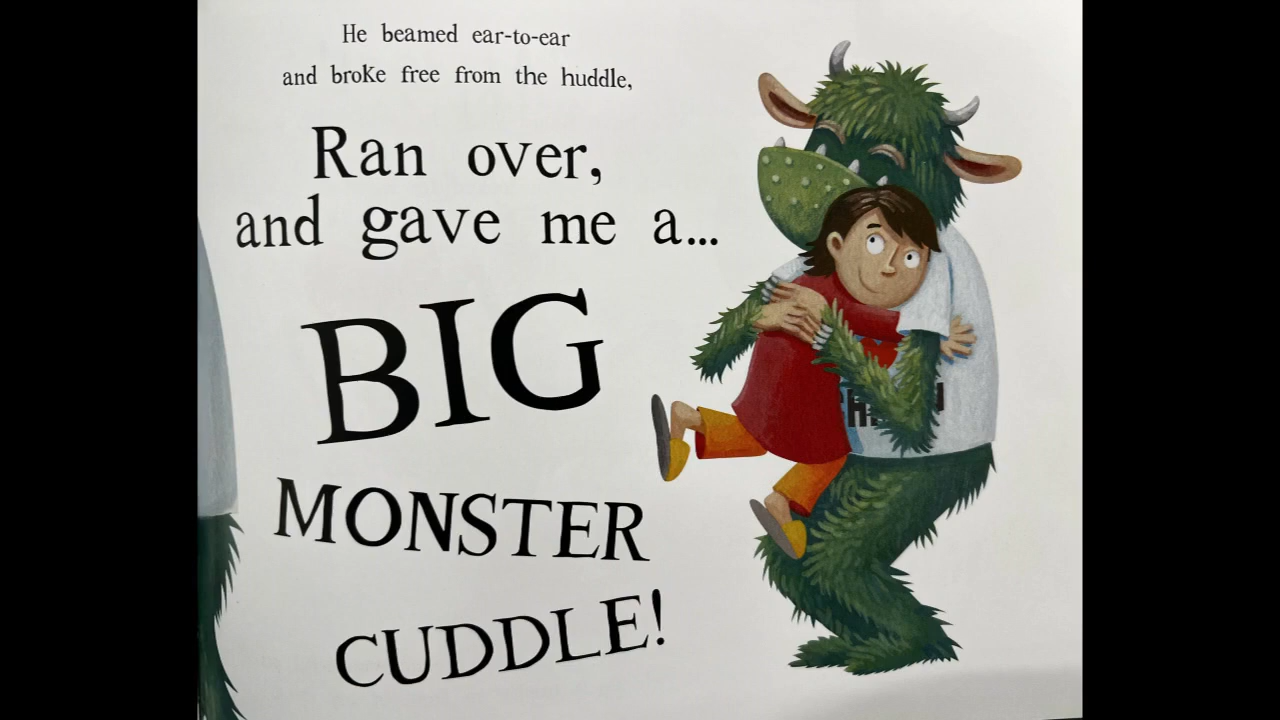 He beamed ear-to-ear
and broke free from the huddle,
Ran over,
and gave me a...
BIG
MONSTER
CUDDLE!